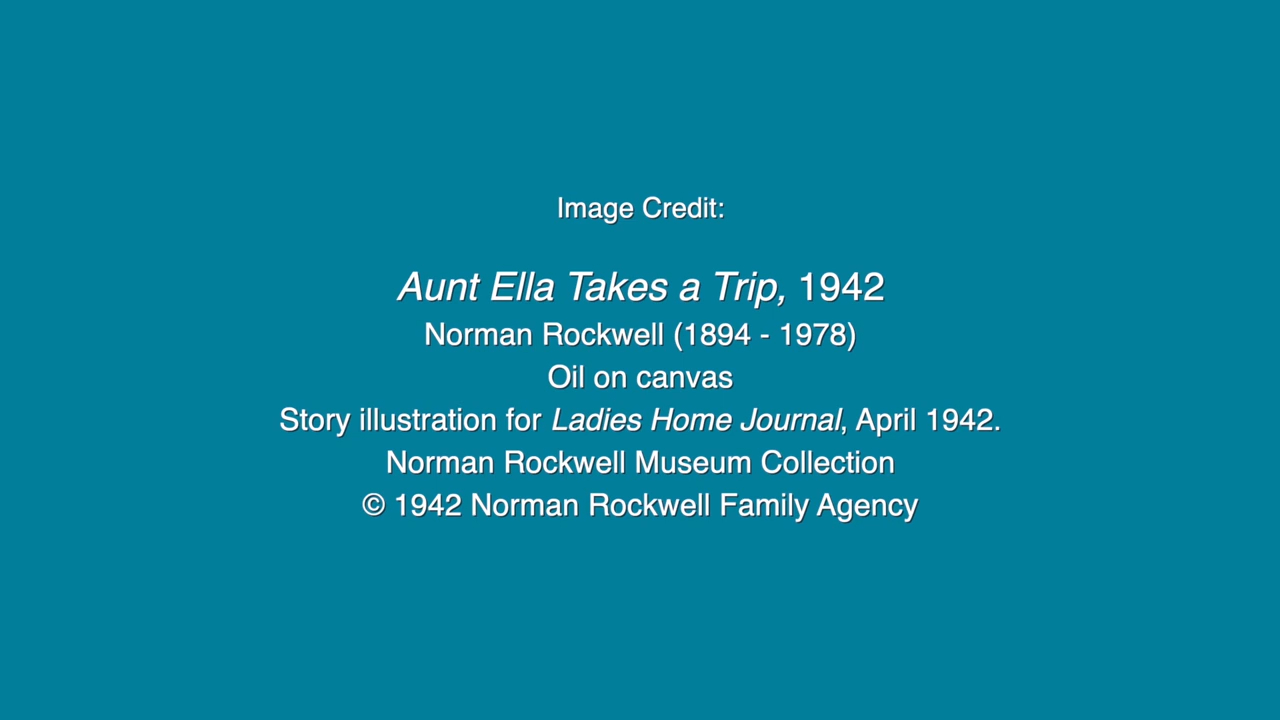 Image Credit:
Aunt Ella Takes a Trip, 1942
Norman Rockwell (1894 - 1978)
Oil on canvas
Story illustration for Ladies Home Journal, April 1942.
Norman Rockwell Museum Collection
© 1942 Norman Rockwell Family Agency